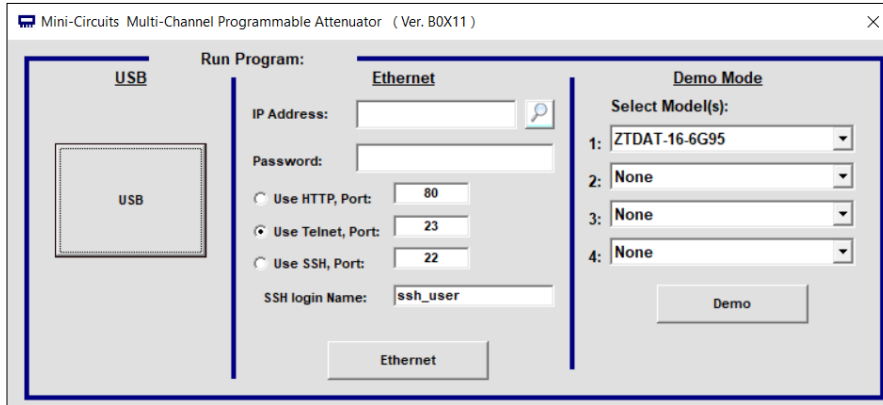 Mini-Circuits Multi-Channel Programmable Attenuator ( Ver. B0X11 )
Run Program:
USB
USB
Ethernet
IP Address:
Password:
Use HTTP, Port: 80
Use Telnet, Port: 23
Use SSH, Port: 22
SSH login Name: ssh_user
Ethernet
Demo Mode
Select Model(s):
1: ZTDAT-16-6G95
2: None
3: None
4: None
Demo